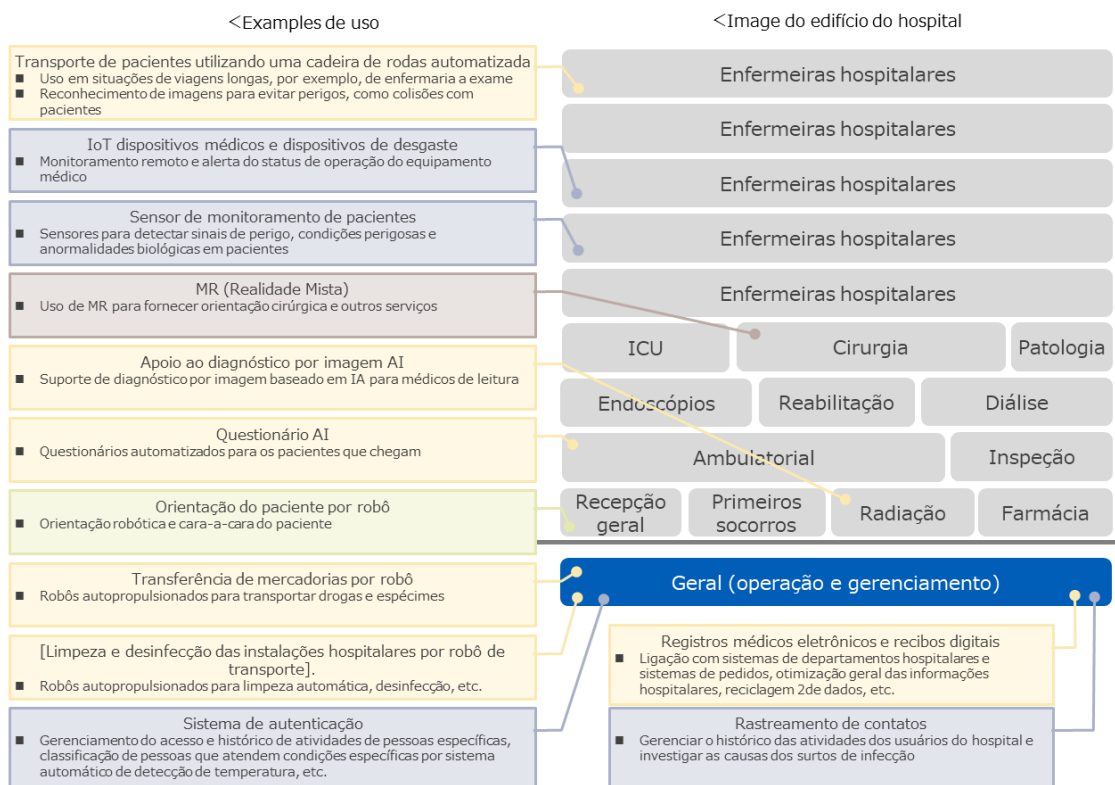 <Examples de uso
<Image do edifício do hospital
Transporte de pacientes utilizando uma cadeira de rodas automatizada
■ Uso em situações de viagens longas, por exemplo, de enfermaria a exame
■ Reconhecimento de imagens para evitar perigos, como colisões com
pacientes
IoT dispositivos médicos e dispositivos de desgaste
■ Monitoramento remoto e alerta do status de operação do equipamento
médico
Sensor de monitoramento de pacientes
■ Sensores para detectar sinais de perigo, condições perigosas e
anormalidades biológicas em pacientes
MR (Realidade Mista)
■ Uso de MR para fornecer orientação cirúrgica e outros serviços
Apoio ao diagnóstico por imagem AI
■ Suporte de diagnóstico por imagem baseado em IA para médicos de leitura
Questionário AI
■ Questionários automatizados para os pacientes que chegam
Orientação do paciente por robô
■ Orientação robótica e cara-a-cara do paciente
Transferência de mercadorias por robô
■ Robôs autopropulsionados para transportar drogas e espécimes
[Limpeza e desinfecção das instalações hospitalares por robô de
transporte].
■ Robôs autopropulsionados para limpeza automática, desinfecção, etc.
Sistema de autenticação
■ Gerenciamento do acesso e histórico de atividades de pessoas específicas,
classificação de pessoas que atendem condições específicas por sistema
automático de detecção de temperatura, etc.
Enfermeiras hospitalares
Enfermeiras hospitalares
Enfermeiras hospitalares
Enfermeiras hospitalares
Enfermeiras hospitalares
ICU
Cirurgia
Patologia
Endoscópios
Reabilitação
Diálise
Ambulatorial
Inspeção
Recepção
geral
Primeiros
socorros
Radiação
Farmácia
Geral (operação e gerenciamento)
Registros médicos eletrônicos e recibos digitais
■ Ligação com sistemas de departamentos hospitalares e
sistemas de pedidos, otimização geral das informações
hospitalares, reciclagem 2de dados, etc.
Rastreamento de contatos
■ Gerenciar o histórico das atividades dos usuários do hospital e
investigar as causas dos surtos de infecção